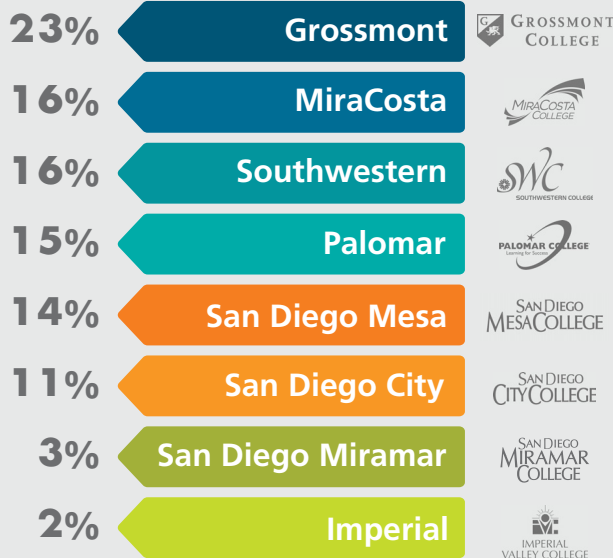 23% Grossmont GROSSMONT
COLLEGE
16% MiraCosta MIRACOSTA
COLLEGE
16% Southwestern SWC
SOUTHWESTERN COLLEGE
15% Palomar PALOMAR COLLEGE
Learning for Success
14% San Diego Mesa SAN DIEGO
MESA COLLEGE
11% San Diego City SAN DIEGO
CITY COLLEGE
3% San Diego Miramar SAN DIEGO
MIRAMAR
COLLEGE
2% Imperial IMPERIAL
VALLEY COLLEGE